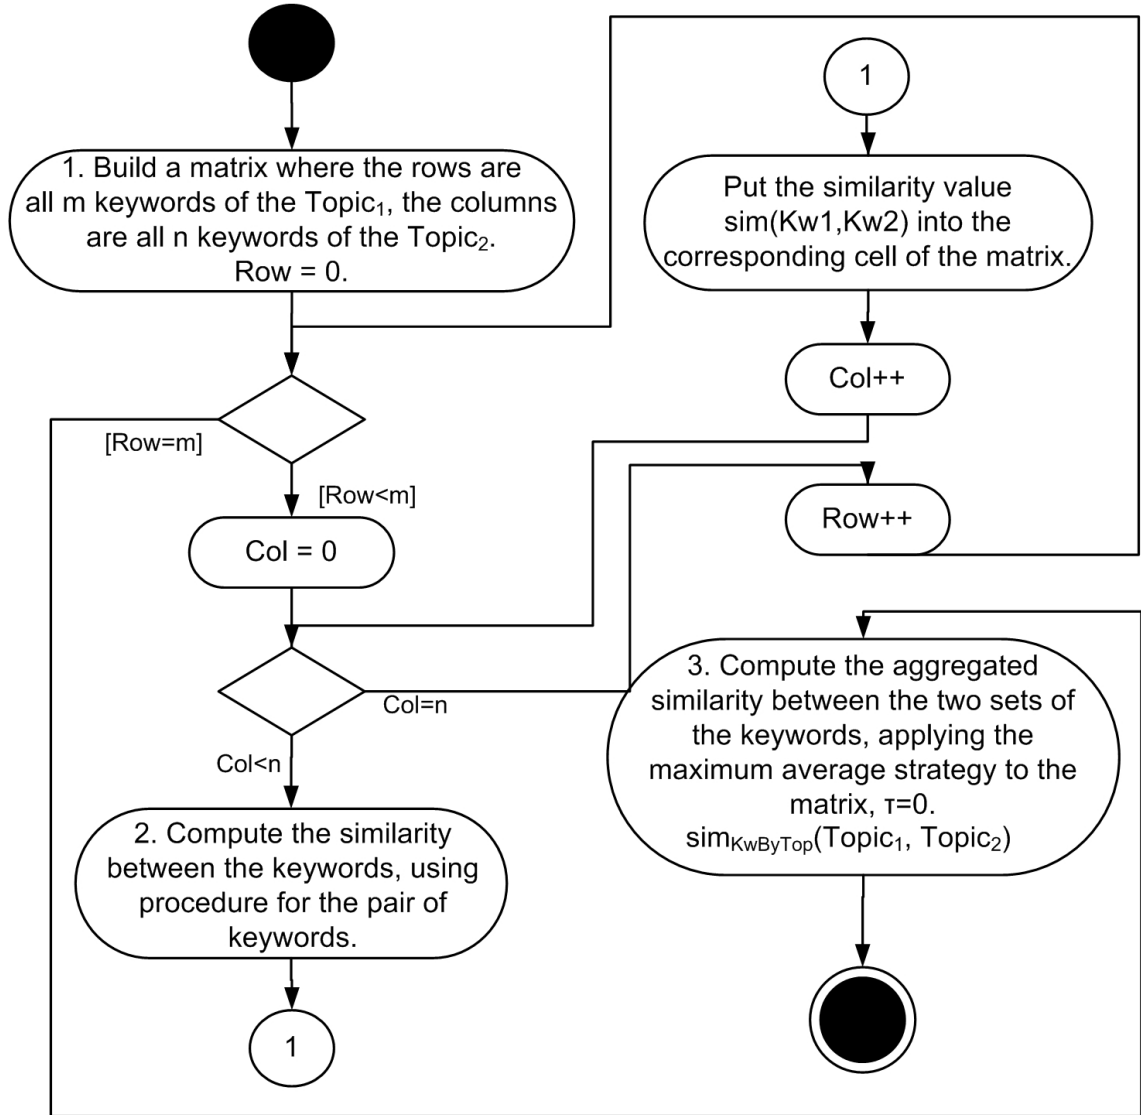 1. Build a matrix where the rows are
all m keywords of the Topic₁, the columns
are all n keywords of the Topic₂.
Row = 0.
[Row=m]
[Row<m]
Col = 0
Col=n
Col<n
2. Compute the similarity
between the keywords, using
procedure for the pair of
keywords.
1
1
Put the similarity value
sim(Kw1,Kw2) into the
corresponding cell of the matrix.
Col++
Row++
3. Compute the aggregated
similarity between the two sets of
the keywords, applying the
maximum average strategy to the
matrix, τ=0.
sim_KwByTop(Topic₁, Topic₂)